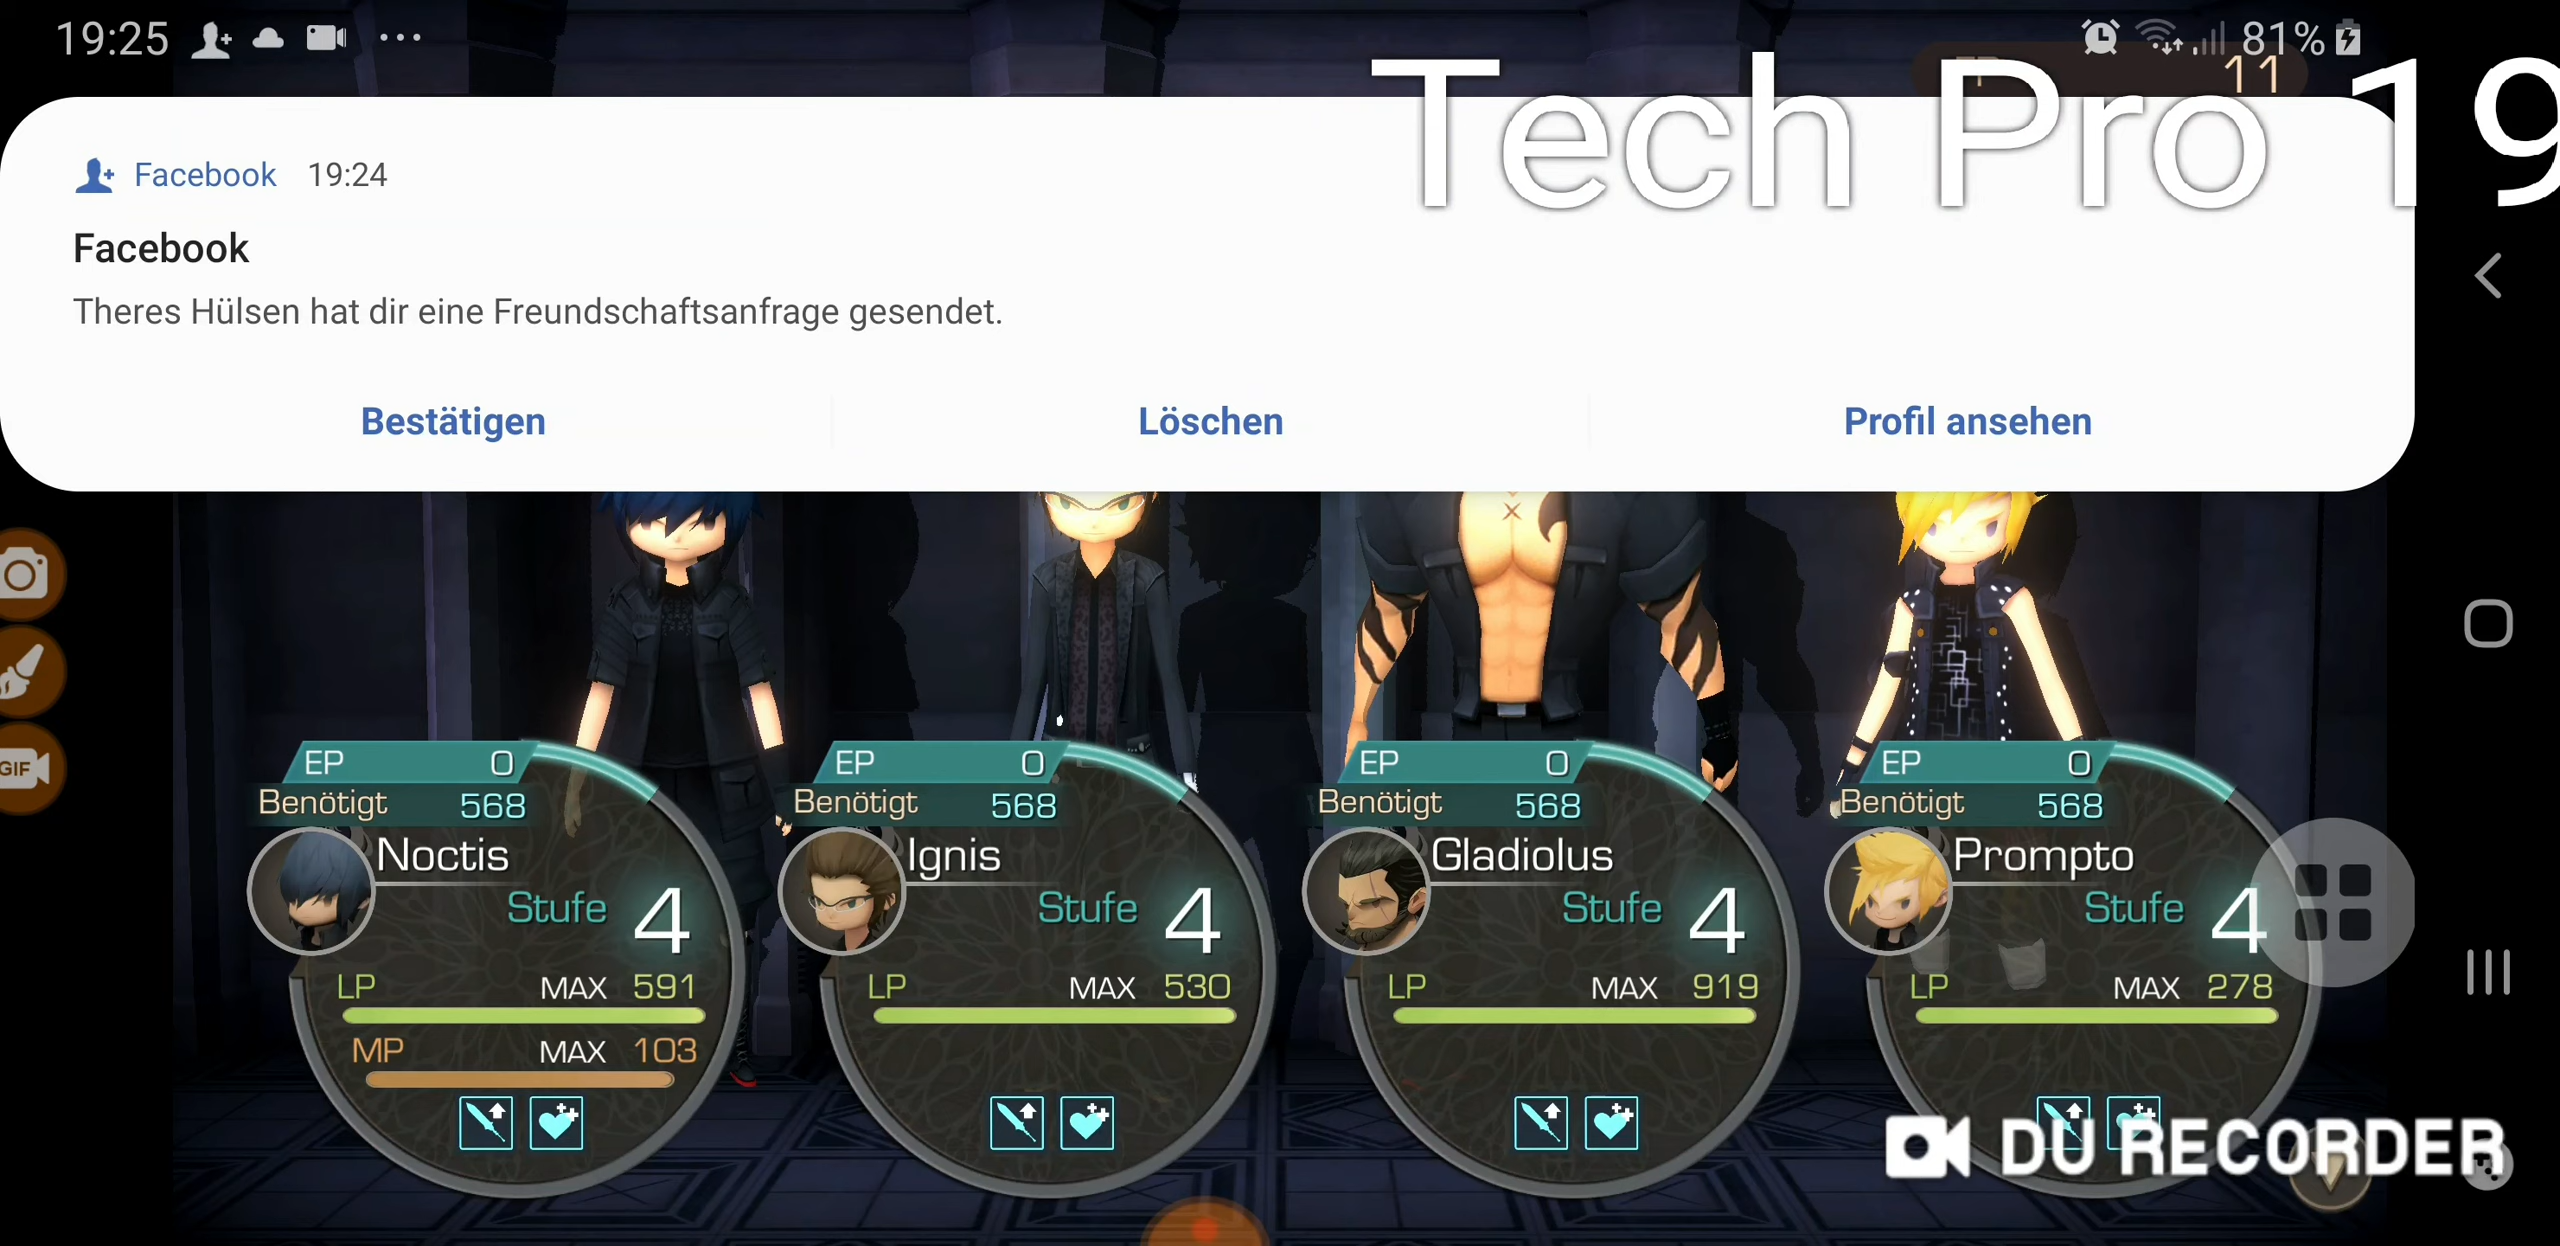 19:25
81%
11
Tech Pro 19
Facebook 19:24
Facebook
Theres Hülsen hat dir eine Freundschaftsanfrage gesendet.
Bestätigen Löschen Profil ansehen
GIF
EP 0
Benötigt 568
Noctis
Stufe 4
LP MAX 591
MP MAX 103
EP 0
Benötigt 568
Ignis
Stufe 4
LP MAX 530
EP 0
Benötigt 568
Gladiolus
Stufe 4
LP MAX 919
EP 0
Benötigt 568
Prompto
Stufe 4
LP MAX 278
DU RECORDER